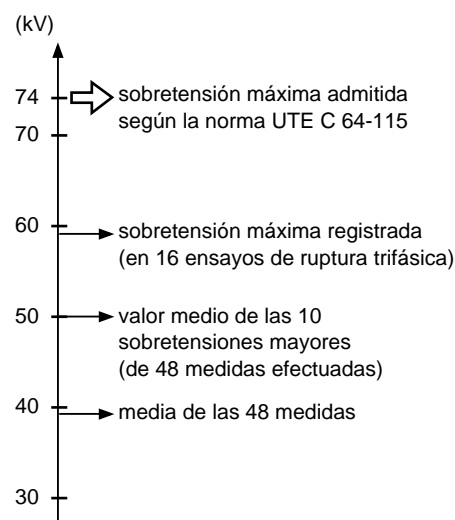 (kV)
74 sobretensión máxima admitida
según la norma UTE C 64-115
70
60
sobretensión máxima registrada
(en 16 ensayos de ruptura trifásica)
50 valor medio de las 10
sobretensiones mayores
(de 48 medidas efectuadas)
40 media de las 48 medidas
30